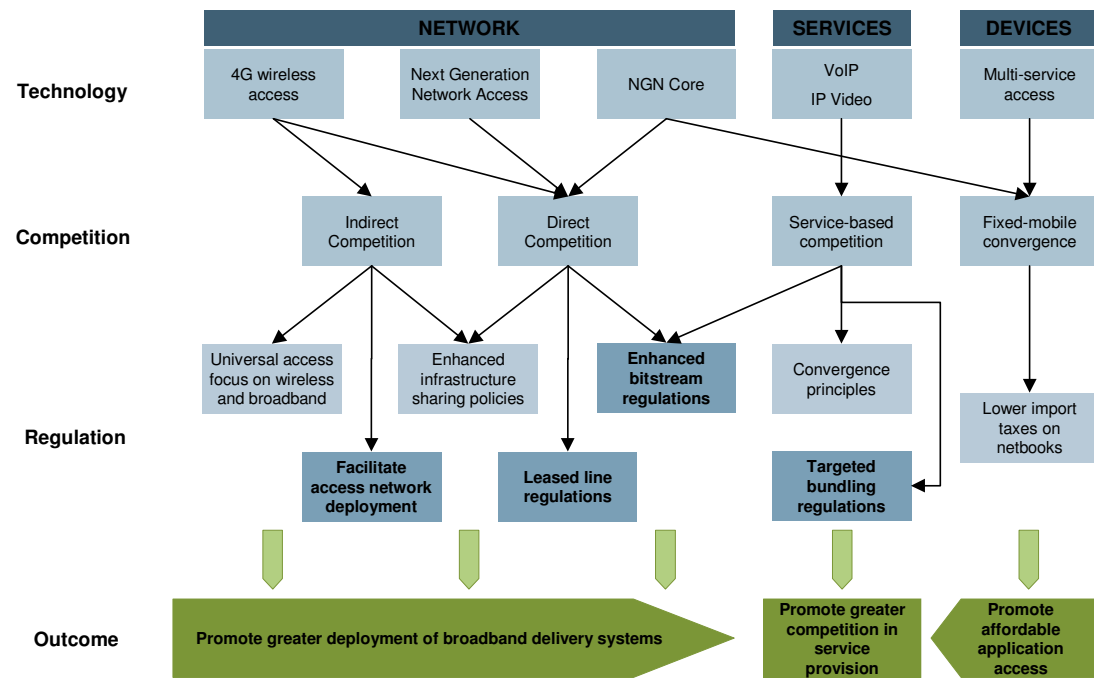 NETWORK
SERVICES
DEVICES
Technology
4G wireless
access
Next Generation
Network Access
NGN Core
VoIP
IP Video
Multi-service
access
Competition
Indirect
Competition
Direct
Competition
Service-based
competition
Fixed-mobile
convergence
Regulation
Universal access
focus on wireless
and broadband
Enhanced
infrastructure
sharing policies
Enhanced
bitstream
regulations
Convergence
principles
Lower import
taxes on
netbooks
Facilitate
access network
deployment
Leased line
regulations
Targeted
bundling
regulations
Outcome
Promote greater deployment of broadband delivery systems
Promote greater
competition in
service
provision
Promote
affordable
application
access